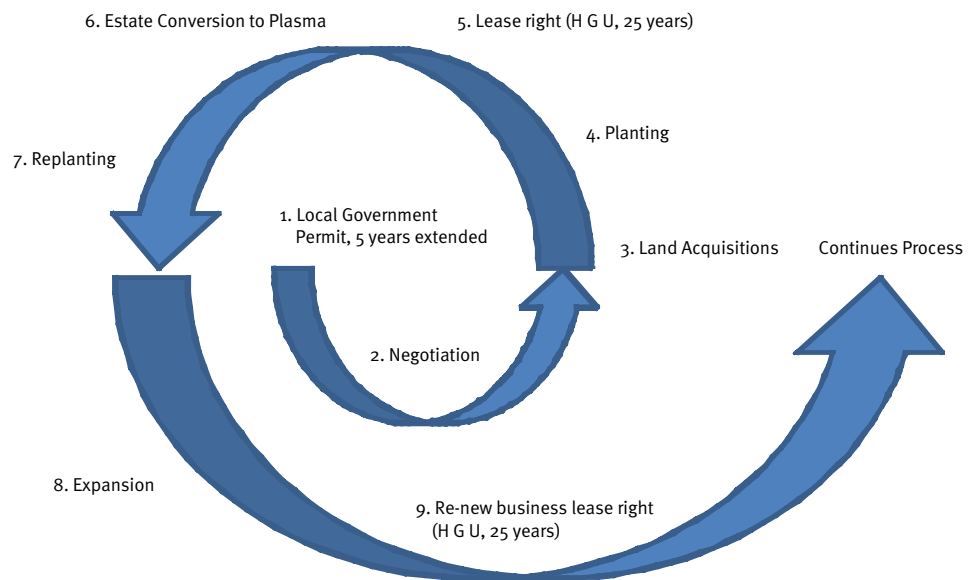 6. Estate Conversion to Plasma
5. Lease right (H G U, 25 years)
4. Planting
7. Replanting
1. Local Government
Permit, 5 years extended
3. Land Acquisitions
Continues Process
2. Negotiation
8. Expansion
9. Re-new business lease right
(H G U, 25 years)